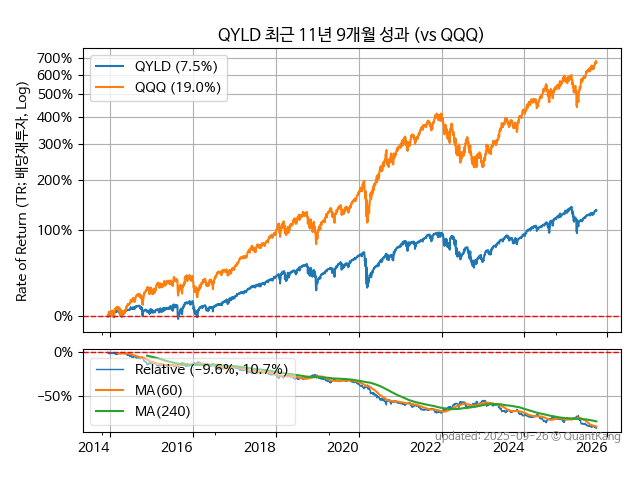 QYLD 최근 11년 9개월 성과 (vs QQQ)
Rate of Return (TR; 배당재투자, Log)
700%
600%
500%
400%
300%
200%
100%
0%
QYLD (7.5%)
QQQ (19.0%)
0%
−50%
Relative (−9.6%, 10.7%)
MA(60)
MA(240)
2014
2016
2018
2020
2022
2024
2026
updated: 2025-09-26 © QuantKang